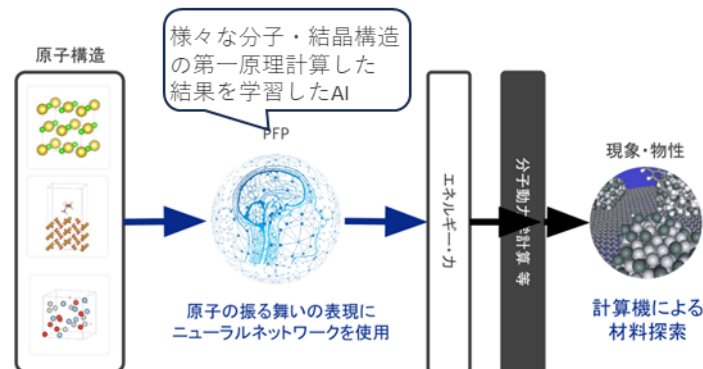 原子構造
様々な分子・結晶構造
の第一原理計算した
結果を学習したAI
PFP
原子の振る舞いの表現に
ニューラルネットワークを使用
エネルギー・力
分子動力 計算 等
現象・物性
計算機による
材料探索